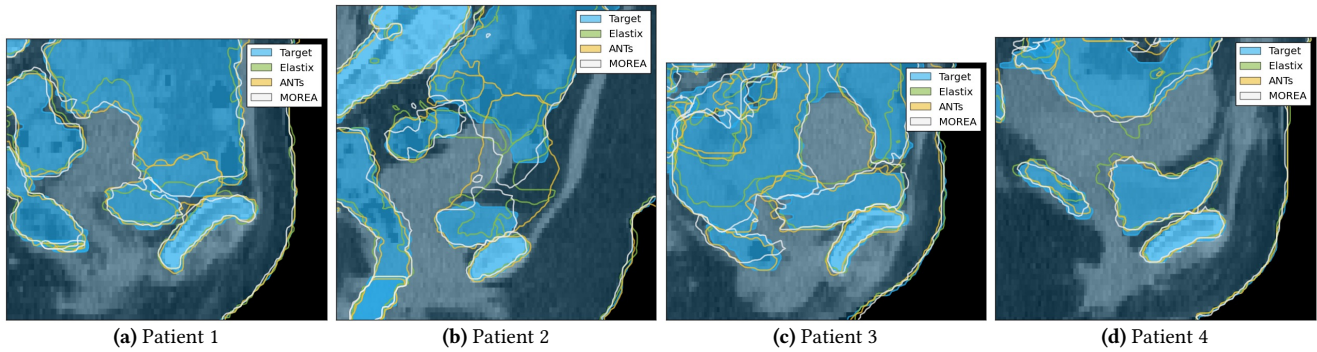 Target
Elastix
ANTs
MOREA
Target
Elastix
ANTs
MOREA
Target
Elastix
ANTs
MOREA
Target
Elastix
ANTs
MOREA
(a) Patient 1
(b) Patient 2
(c) Patient 3
(d) Patient 4